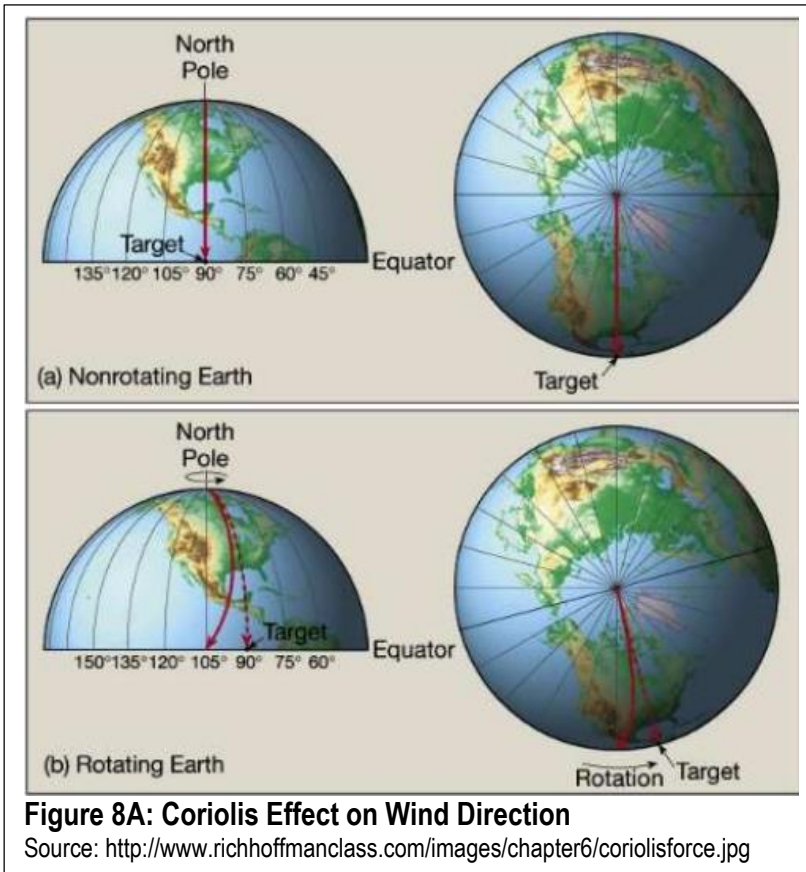 North
Pole
Target
Equator
135° 120° 105° 90° 75° 60° 45°
(a) Nonrotating Earth
Target
North
Pole
Target
Equator
150° 135° 120° 105° 90° 75° 60°
(b) Rotating Earth
Rotation
Target
Figure 8A: Coriolis Effect on Wind Direction
Source: http://www.richhoffmanclass.com/images/chapter6/coriolisforce.jpg